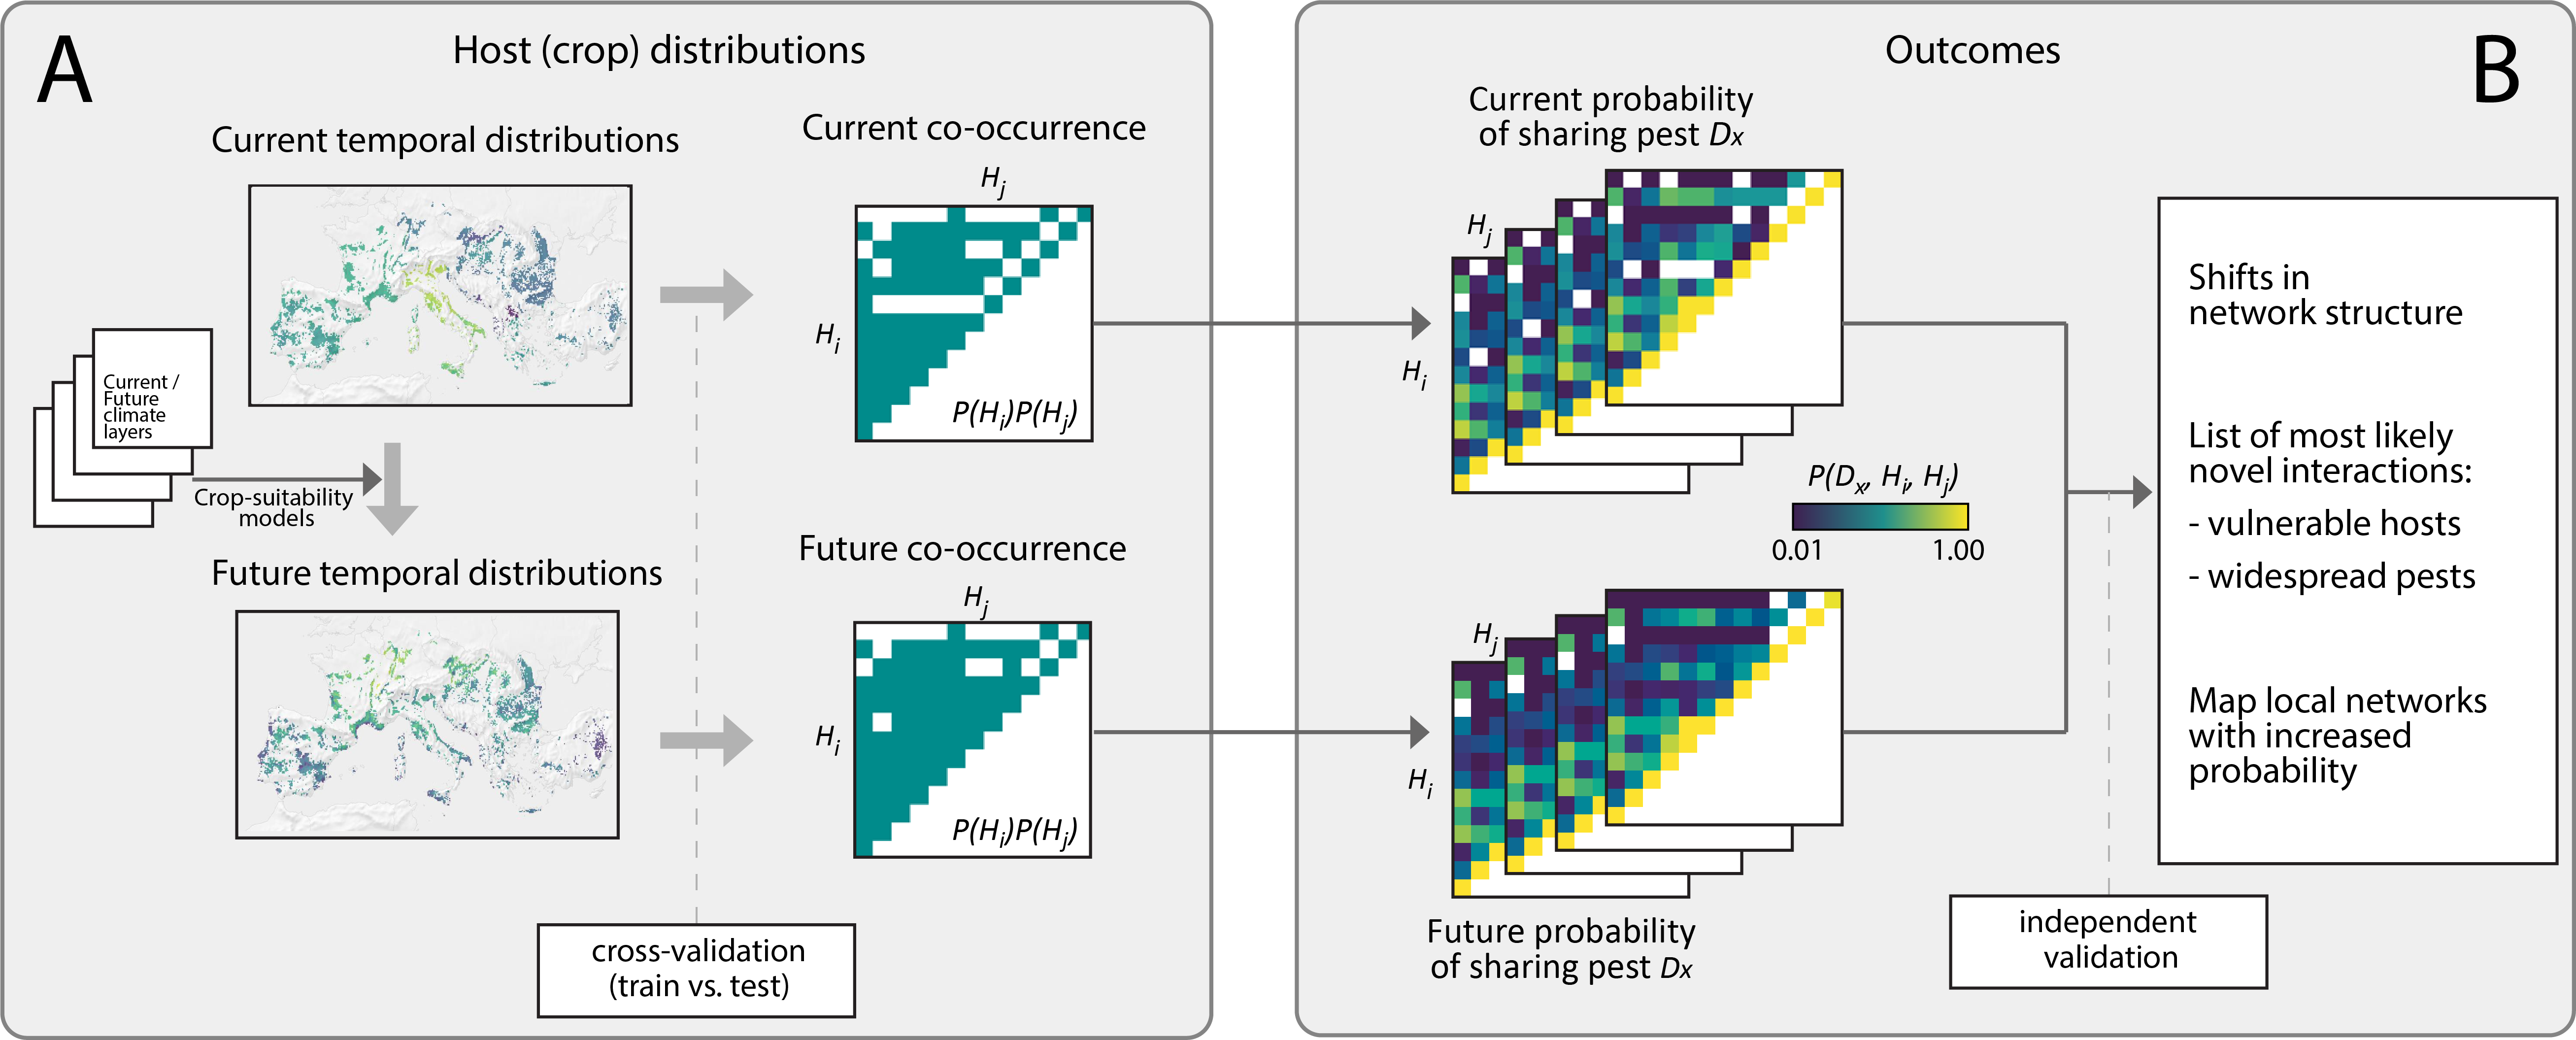 A
Host (crop) distributions
Current temporal distributions
Current co-occurrence
H_j
H_i
P(H_i)P(H_j)
Current /
Future
climate
layers
Crop-suitability
models
Future temporal distributions
Future co-occurrence
H_j
H_i
P(H_i)P(H_j)
cross-validation
(train vs. test)
Outcomes
B
Current probability
of sharing pest Dx
H_j
H_i
P(D_x, H_i, H_j)
0.01 1.00
H_j
H_i
Future probability
of sharing pest Dx
Shifts in
network structure
List of most likely
novel interactions:
- vulnerable hosts
- widespread pests
Map local networks
with increased
probability
independent
validation